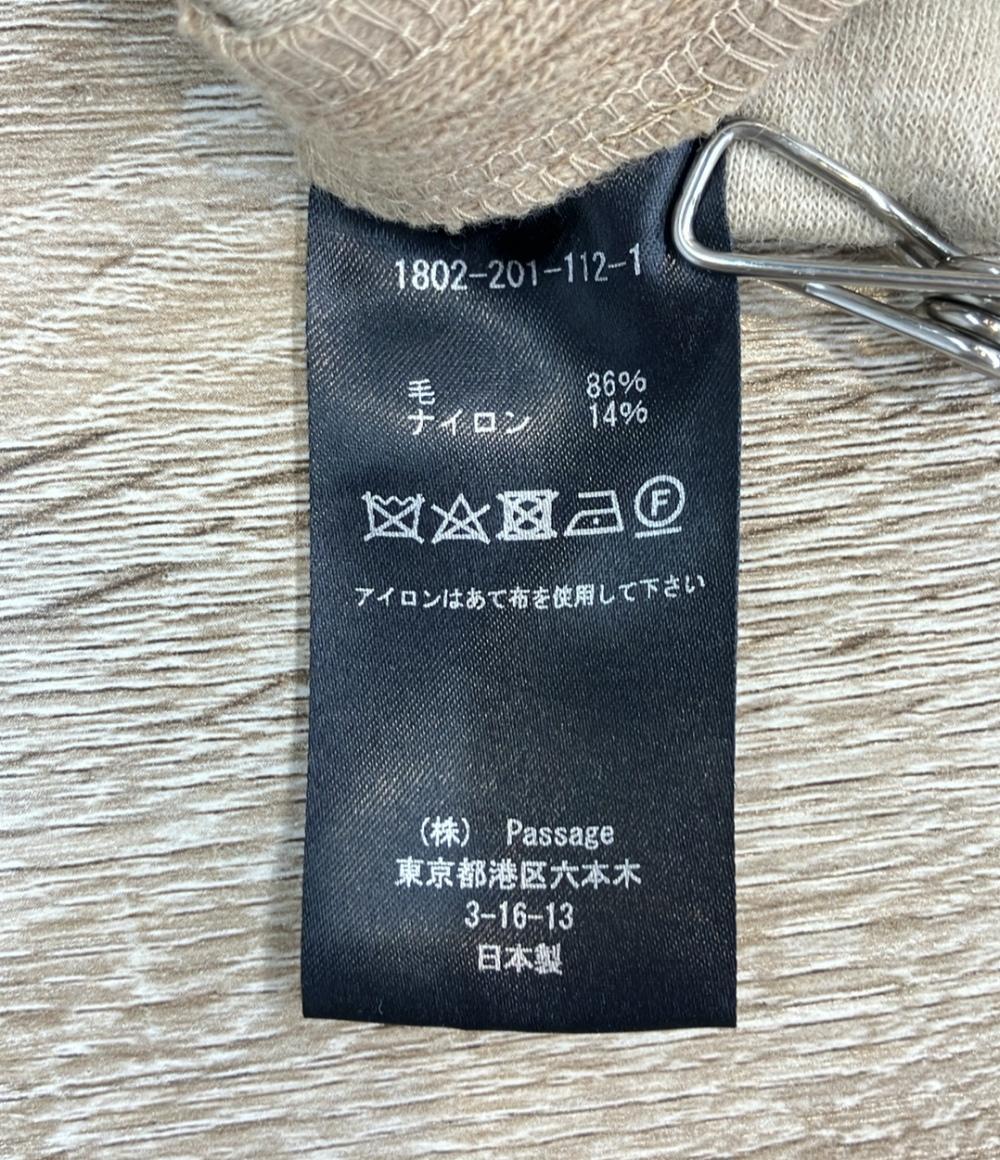 1802-201-112-1
毛 86%
ナイロン 14%
F
アイロンはあて布を使用して下さい
(株) Passage
東京都港区六本木
3-16-13
日本製